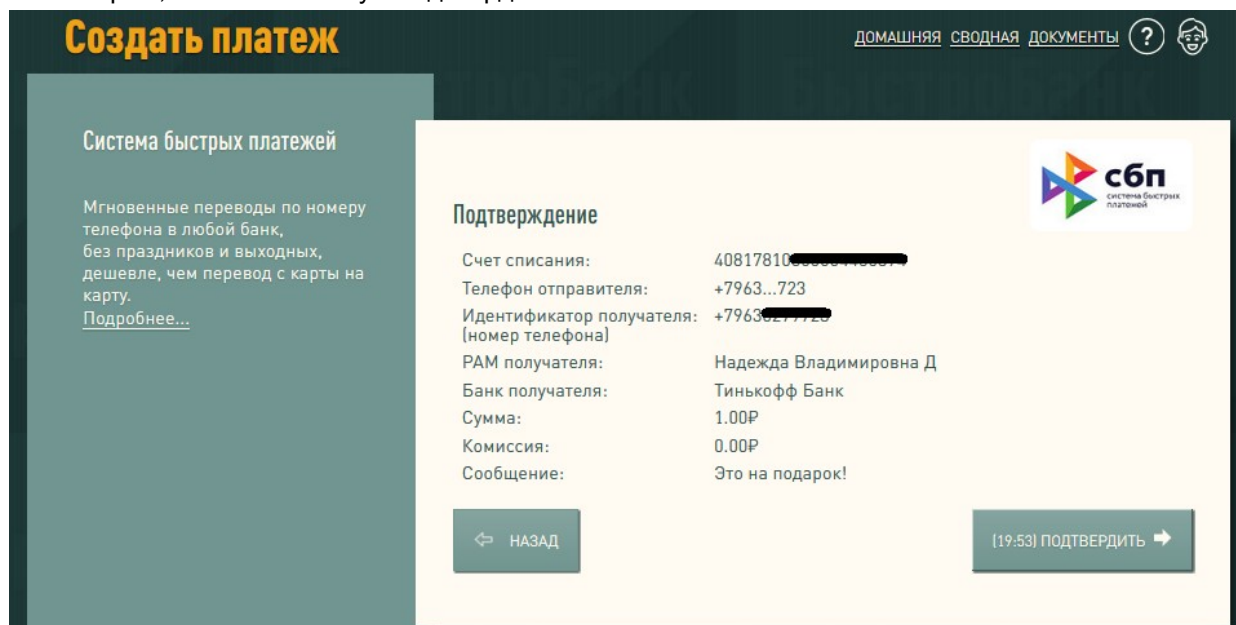 Создать платеж
ДОМАШНЯЯ СВОДНАЯ ДОКУМЕНТЫ ?
Система быстрых платежей
Мгновенные переводы по номеру
телефона в любой банк,
без праздников и выходных,
дешевле, чем перевод с карты на
карту.
Подробнее...
сбп
система быстрых
платежей
Подтверждение
Счет списания: 40817810
Телефон отправителя: +7963...723
Идентификатор получателя: +7963
(номер телефона)
РАМ получателя: Надежда Владимировна Д
Банк получателя: Тинькофф Банк
Сумма: 1.00₽
Комиссия: 0.00₽
Сообщение: Это на подарок!
НАЗАД
(19:53) ПОДТВЕРДИТЬ